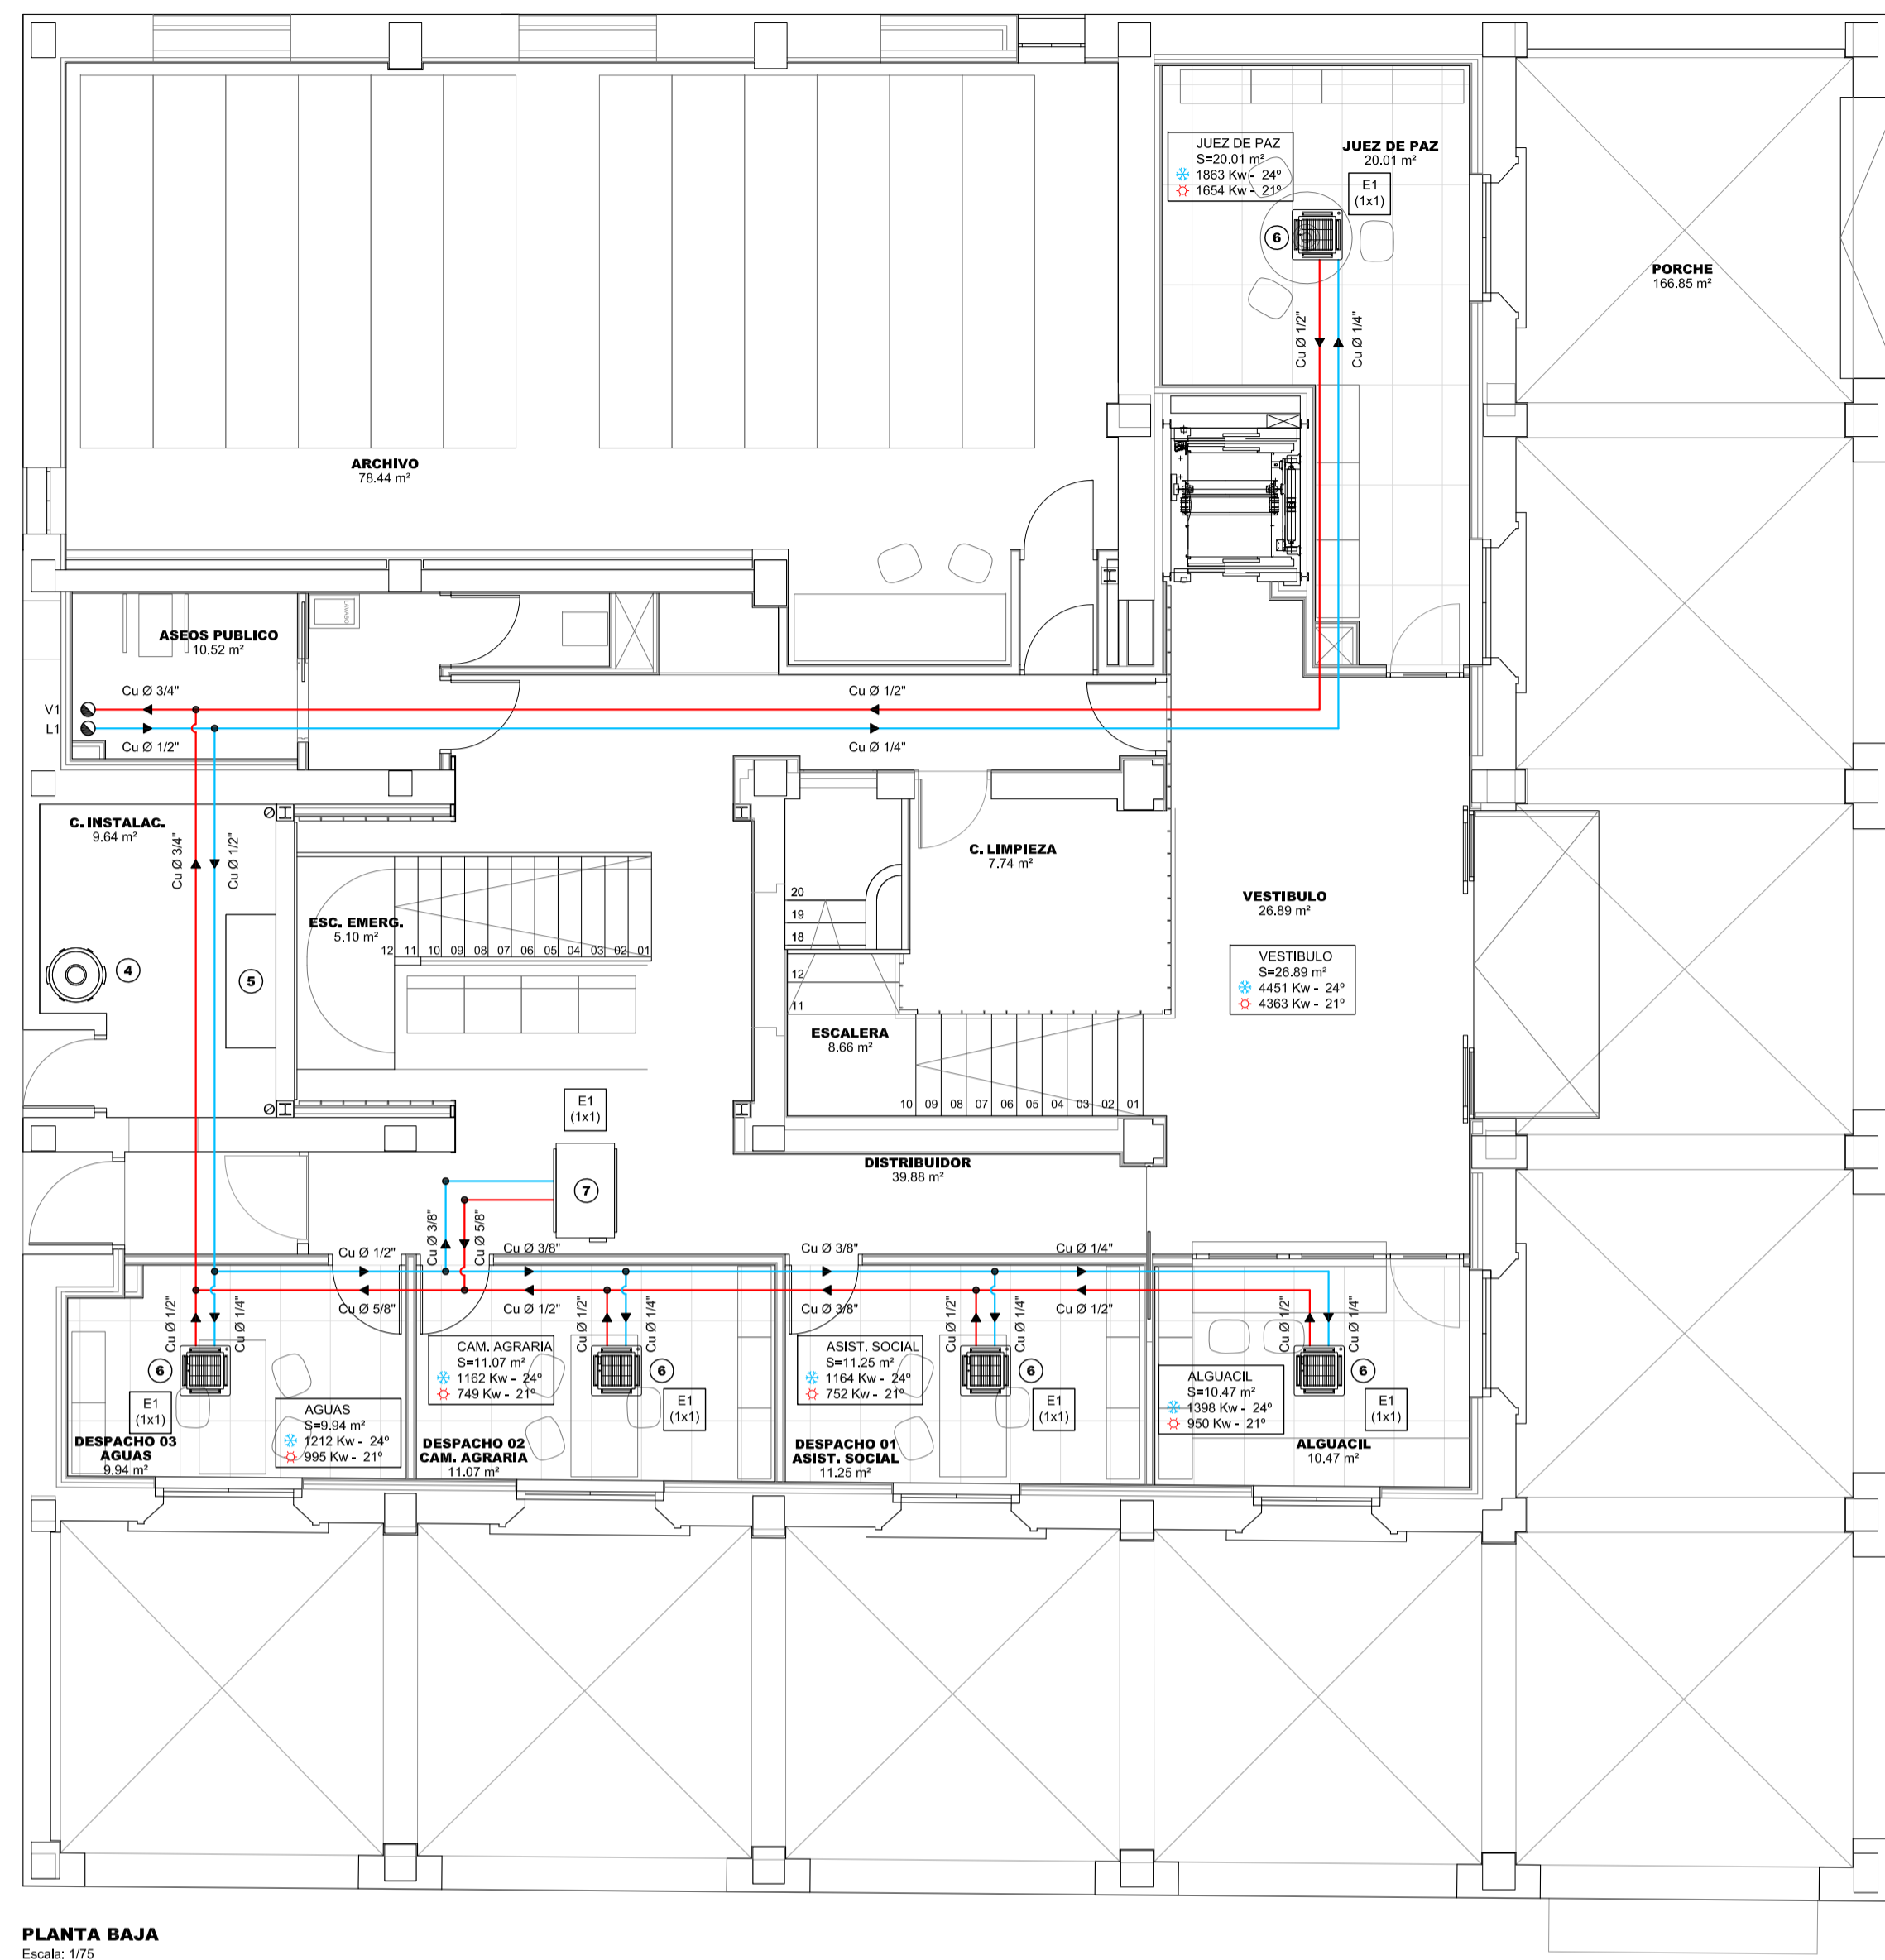 JUEZ DE PAZ
S=20.01 m²
1863 Kw - 24º
1654 Kw - 21º
JUEZ DE PAZ
20.01 m²
E1
(1x1)
6
PORCHE
166.85 m²
Cu Ø 1/2"
Cu Ø 1/4"
ARCHIVO
78.44 m²
LAVABO
ASEOS PUBLICO
10.52 m²
Cu Ø 3/4"
Cu Ø 1/2"
V1
L1
Cu Ø 1/2"
Cu Ø 1/4"
C. INSTALAC.
9.64 m²
Cu Ø 3/4"
Cu Ø 1/2"
C. LIMPIEZA
7.74 m²
20
19
18
12
11
VESTIBULO
26.89 m²
ESC. EMERG.
5.10 m²
12 11 10 09 08 07 06 05 04 03 02 01
4
5
VESTIBULO
S=26.89 m²
4451 Kw - 24º
4363 Kw - 21º
ESCALERA
8.66 m²
10 09 08 07 06 05 04 03 02 01
E1
(1x1)
7
DISTRIBUIDOR
39.88 m²
Cu Ø 3/8"
Cu Ø 5/8"
Cu Ø 1/2"
Cu Ø 3/8"
Cu Ø 3/8"
Cu Ø 1/4"
Cu Ø 5/8"
Cu Ø 1/2"
Cu Ø 3/8"
Cu Ø 1/2"
Cu Ø 1/2"
Cu Ø 1/4"
Cu Ø 1/2"
Cu Ø 1/4"
Cu Ø 1/2"
Cu Ø 1/4"
Cu Ø 1/2"
Cu Ø 1/4"
6
E1
(1x1)
AGUAS
S=9.94 m²
1212 Kw - 24º
995 Kw - 21º
DESPACHO 03
AGUAS
9.94 m²
CAM. AGRARIA
S=11.07 m²
1162 Kw - 24º
749 Kw - 21º
6
E1
(1x1)
DESPACHO 02
CAM. AGRARIA
11.07 m²
ASIST. SOCIAL
S=11.25 m²
1164 Kw - 24º
752 Kw - 21º
6
E1
(1x1)
DESPACHO 01
ASIST. SOCIAL
11.25 m²
ALGUACIL
S=10.47 m²
1398 Kw - 24º
950 Kw - 21º
6
E1
(1x1)
ALGUACIL
10.47 m²
PLANTA BAJA
Escala: 1/75